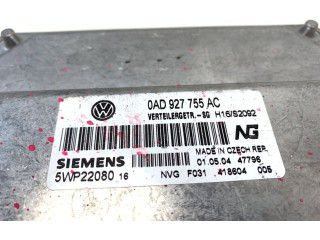 0AD 927 755 AC
VERTEILERGETR.-SG H16/S2092
NG
SIEMENS
MADE IN CZECH REP.
01.05.04 47796
5WP22080 16
NVG F031 418604 005